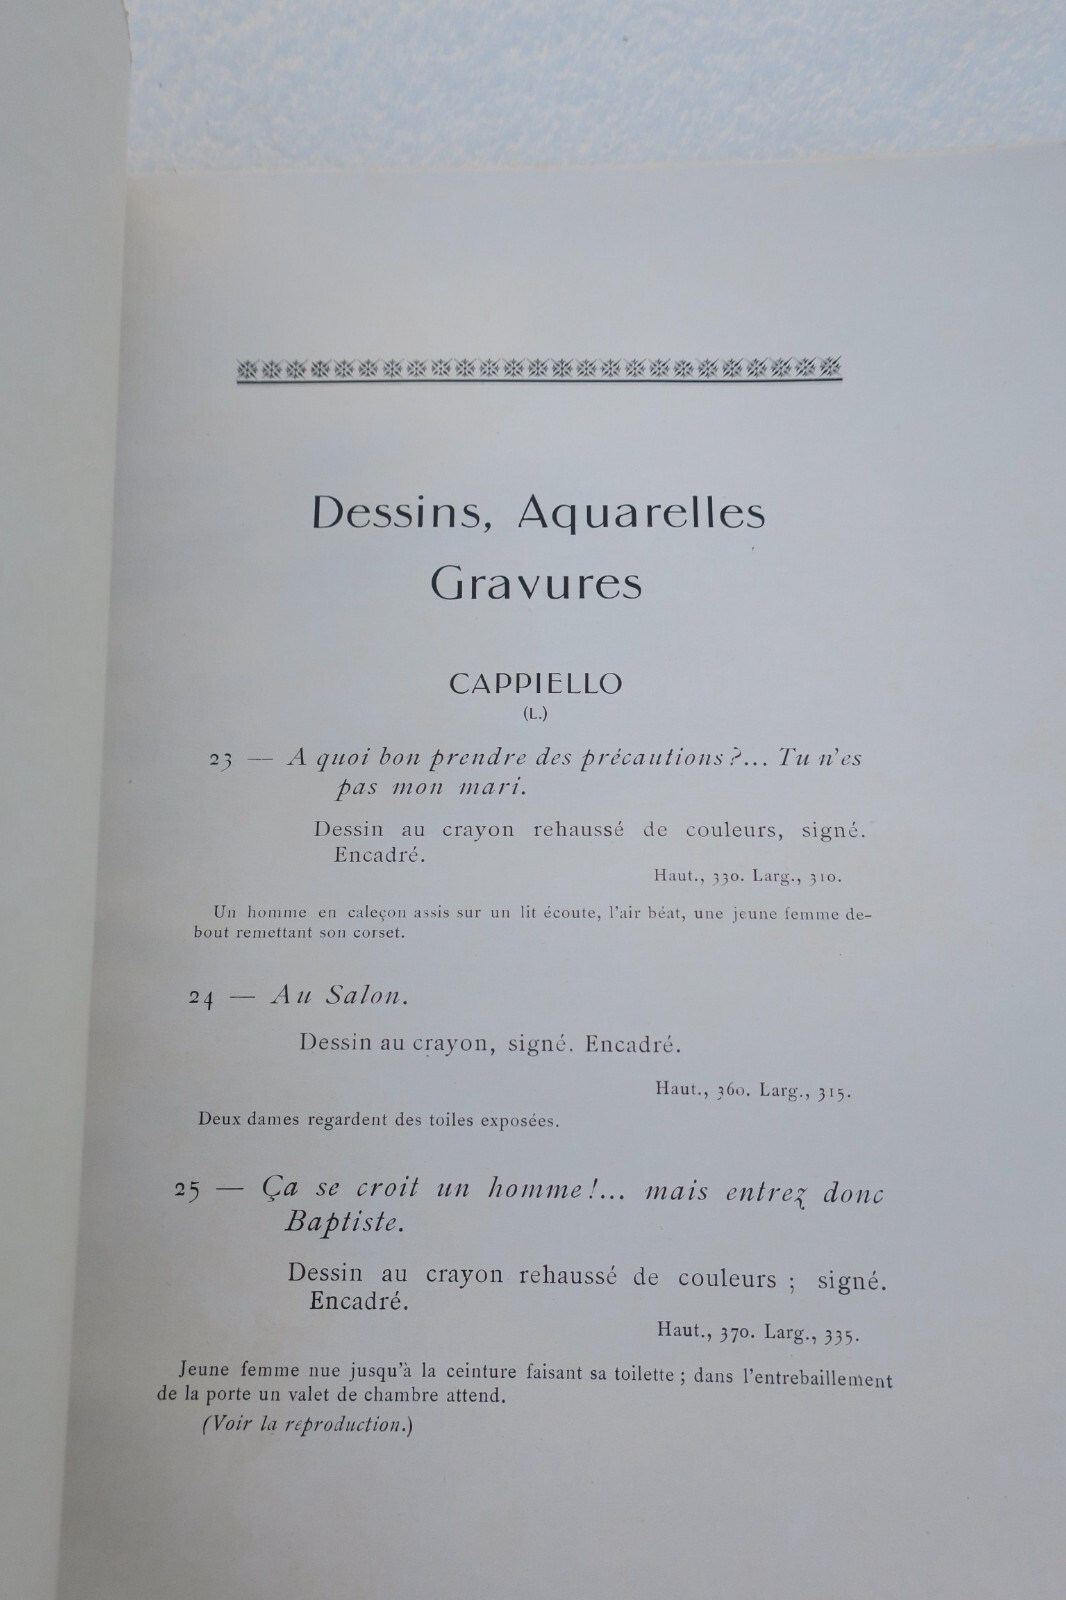 Dessins, Aquarelles
Gravures
CAPPIELLO
(L.)
23 — A quoi bon prendre des précautions ?... Tu n'es
pas mon mari.
Dessin au crayon rehaussé de couleurs, signé.
Encadré.
Haut., 330. Larg., 310.
Un homme en caleçon assis sur un lit écoute, l'air béat, une jeune femme de-
bout remettant son corset.
24 — Au Salon.
Dessin au crayon, signé. Encadré.
Haut., 360. Larg., 315.
Deux dames regardent des toiles exposées.
25 — Ça se croit un homme !... mais entrez donc
Baptiste.
Dessin au crayon rehaussé de couleurs ; signé.
Encadré.
Haut., 370. Larg., 335.
Jeune femme nue jusqu'à la ceinture faisant sa toilette ; dans l'entrebaillement
de la porte un valet de chambre attend.
(Voir la reproduction.)